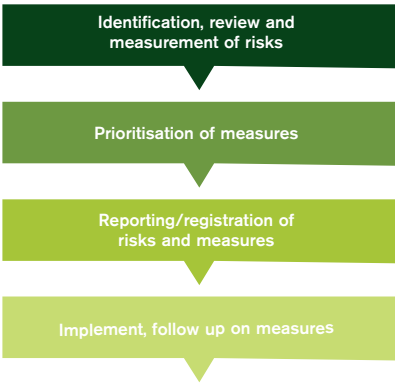 Identification, review and
measurement of risks
Prioritisation of measures
Reporting/registration of
risks and measures
Implement, follow up on measures